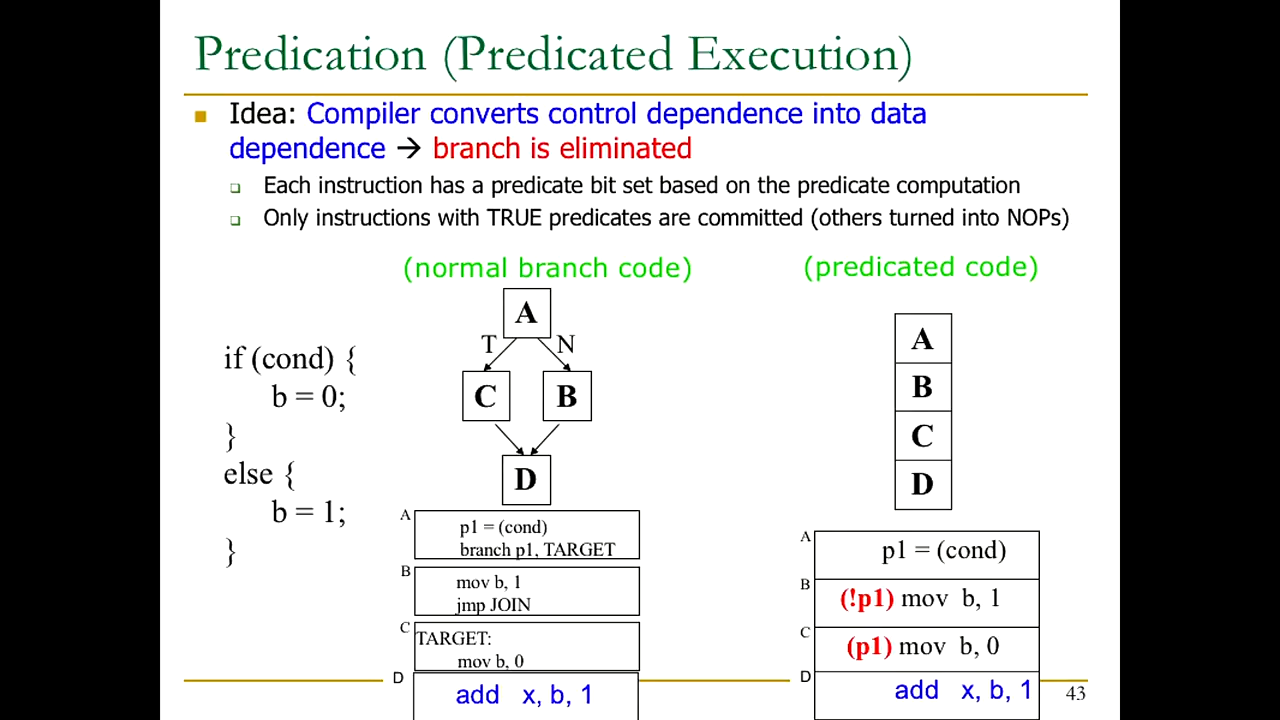 Predication (Predicated Execution)
Idea: Compiler converts control dependence into data
dependence → branch is eliminated
Each instruction has a predicate bit set based on the predicate computation
Only instructions with TRUE predicates are committed (others turned into NOPs)
if (cond) {
b = 0;
}
else {
b = 1;
}
(normal branch code)
A
T N
C B
D
A
p1 = (cond)
branch p1, TARGET
B
mov b, 1
jmp JOIN
C
TARGET:
mov b, 0
D
add x, b, 1
(predicated code)
A
B
C
D
A
p1 = (cond)
B
(!p1) mov b, 1
C
(p1) mov b, 0
D
add x, b, 1
43